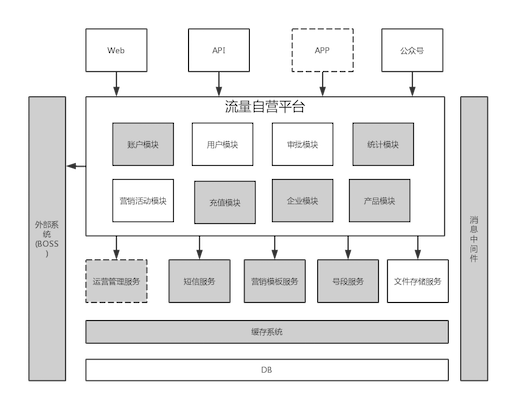 Web
API
APP
公众号
流量自营平台
账户模块
用户模块
审批模块
统计模块
营销活动模块
充值模块
企业模块
产品模块
外部系
统
(BOSS
)
消
息
中
间
件
运营管理服务
短信服务
营销模板服务
号段服务
文件存储服务
缓存系统
DB